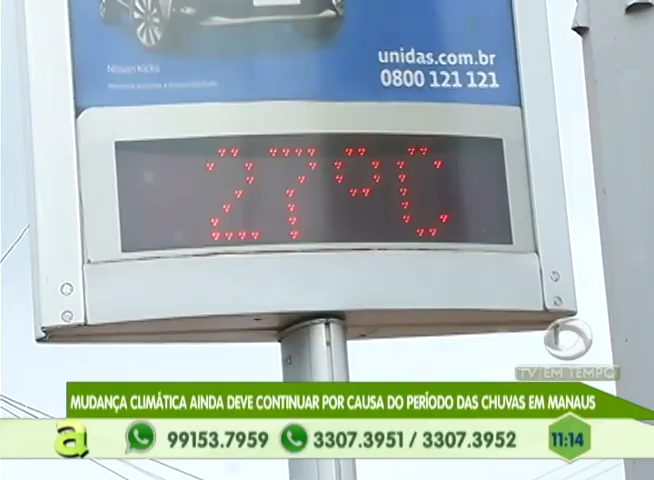 unidas.com.br
0800 121 121
Nissan Kicks
27°C
TV EM TEMPO
MUDANÇA CLIMÁTICA AINDA DEVE CONTINUAR POR CAUSA DO PERÍODO DAS CHUVAS EM MANAUS
a 99153.7959 3307.3951 / 3307.3952 11:14